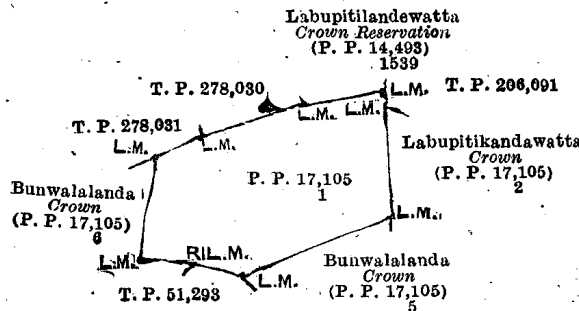 Labupitilandewatta
Crown Reservation
(P. P. 14,493)
1539
T. P. 278,030
L.M.
T. P. 206,091
L.M.
L.M.
T. P. 278,031
L.M.
L.M.
Labupitikandawatta
Crown
(P. P. 17,105)
2
P. P. 17,105
1
Bunwalalanda
Crown
(P. P. 17,105)
6
L.M.
RIL.M.
L.M.
L.M.
Bunwalalanda
Crown
(P. P. 17,105)
5
T. P. 51,293